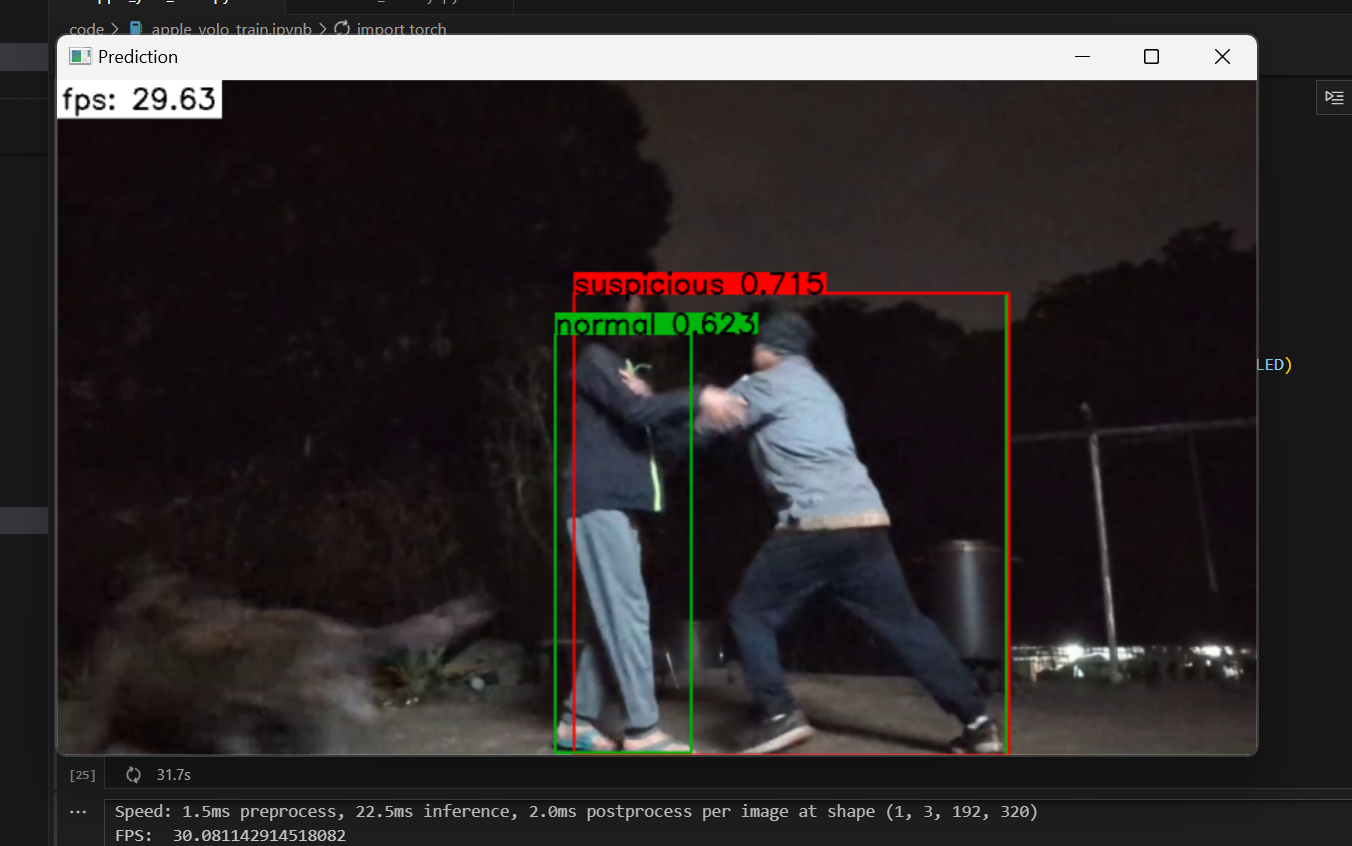 code > apple_yolo_train.ipynb > import torch
Prediction
fps: 29.63
suspicious 0.715
normal 0.623
LED)
[25]
31.7s
Speed: 1.5ms preprocess, 22.5ms inference, 2.0ms postprocess per image at shape (1, 3, 192, 320)
FPS: 30.081142914518082